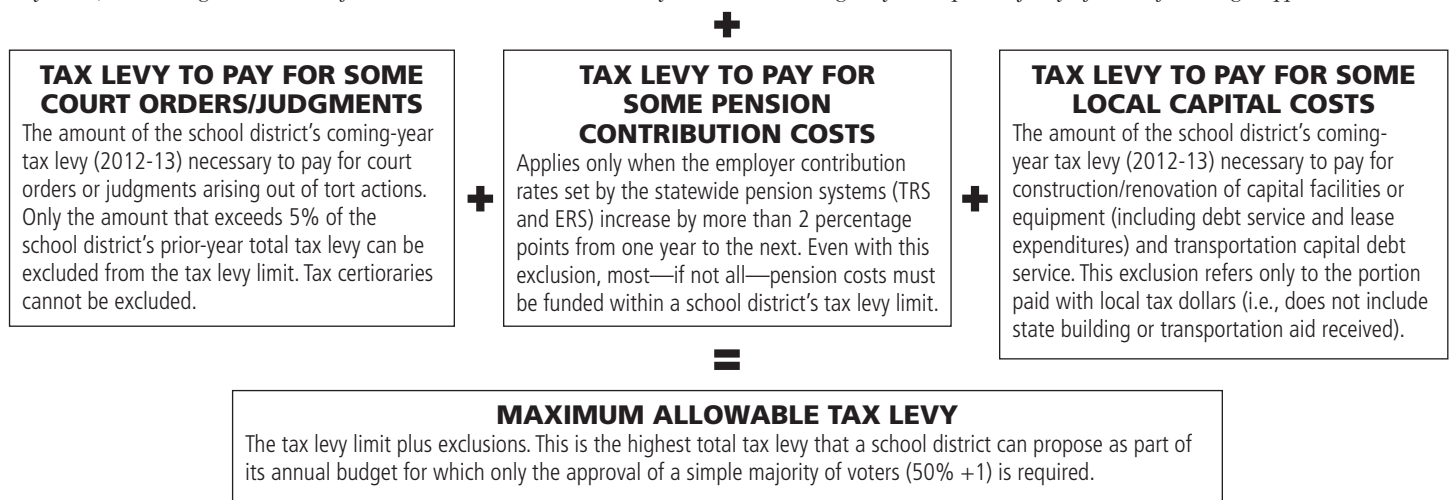 +
TAX LEVY TO PAY FOR SOME
COURT ORDERS/JUDGMENTS
The amount of the school district's coming-year
tax levy (2012-13) necessary to pay for court
orders or judgments arising out of tort actions.
Only the amount that exceeds 5% of the
school district's prior-year total tax levy can be
excluded from the tax levy limit. Tax certioraries
cannot be excluded.
+
TAX LEVY TO PAY FOR
SOME PENSION
CONTRIBUTION COSTS
Applies only when the employer contribution
rates set by the statewide pension systems (TRS
and ERS) increase by more than 2 percentage
points from one year to the next. Even with this
exclusion, most—if not all—pension costs must
be funded within a school district's tax levy limit.
+
TAX LEVY TO PAY FOR SOME
LOCAL CAPITAL COSTS
The amount of the school district's coming-
year tax levy (2012-13) necessary to pay for
construction/renovation of capital facilities or
equipment (including debt service and lease
expenditures) and transportation capital debt
service. This exclusion refers only to the portion
paid with local tax dollars (i.e., does not include
state building or transportation aid received).
=
MAXIMUM ALLOWABLE TAX LEVY
The tax levy limit plus exclusions. This is the highest total tax levy that a school district can propose as part of
its annual budget for which only the approval of a simple majority of voters (50% +1) is required.